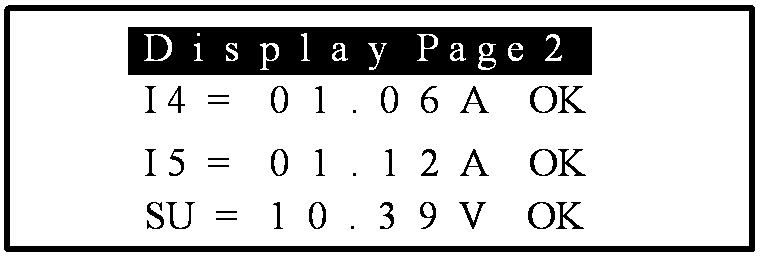 Display Page2
I4 = 01.06A OK
I5 = 01.12A OK
SU = 10.39V OK